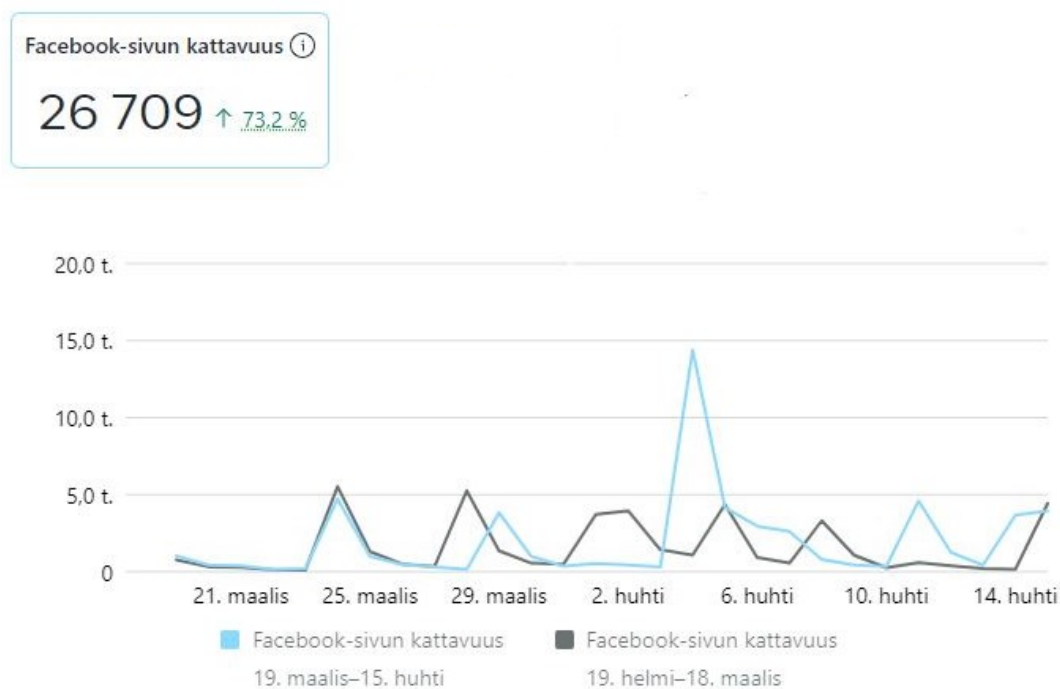 Facebook-sivun kattavuus
26 709 ↑ 73,2 %
20,0 t.
15,0 t.
10,0 t.
5,0 t.
0
21. maalis 25. maalis 29. maalis 2. huhti 6. huhti 10. huhti 14. huhti
Facebook-sivun kattavuus Facebook-sivun kattavuus
19. maalis–15. huhti 19. helmi–18. maalis